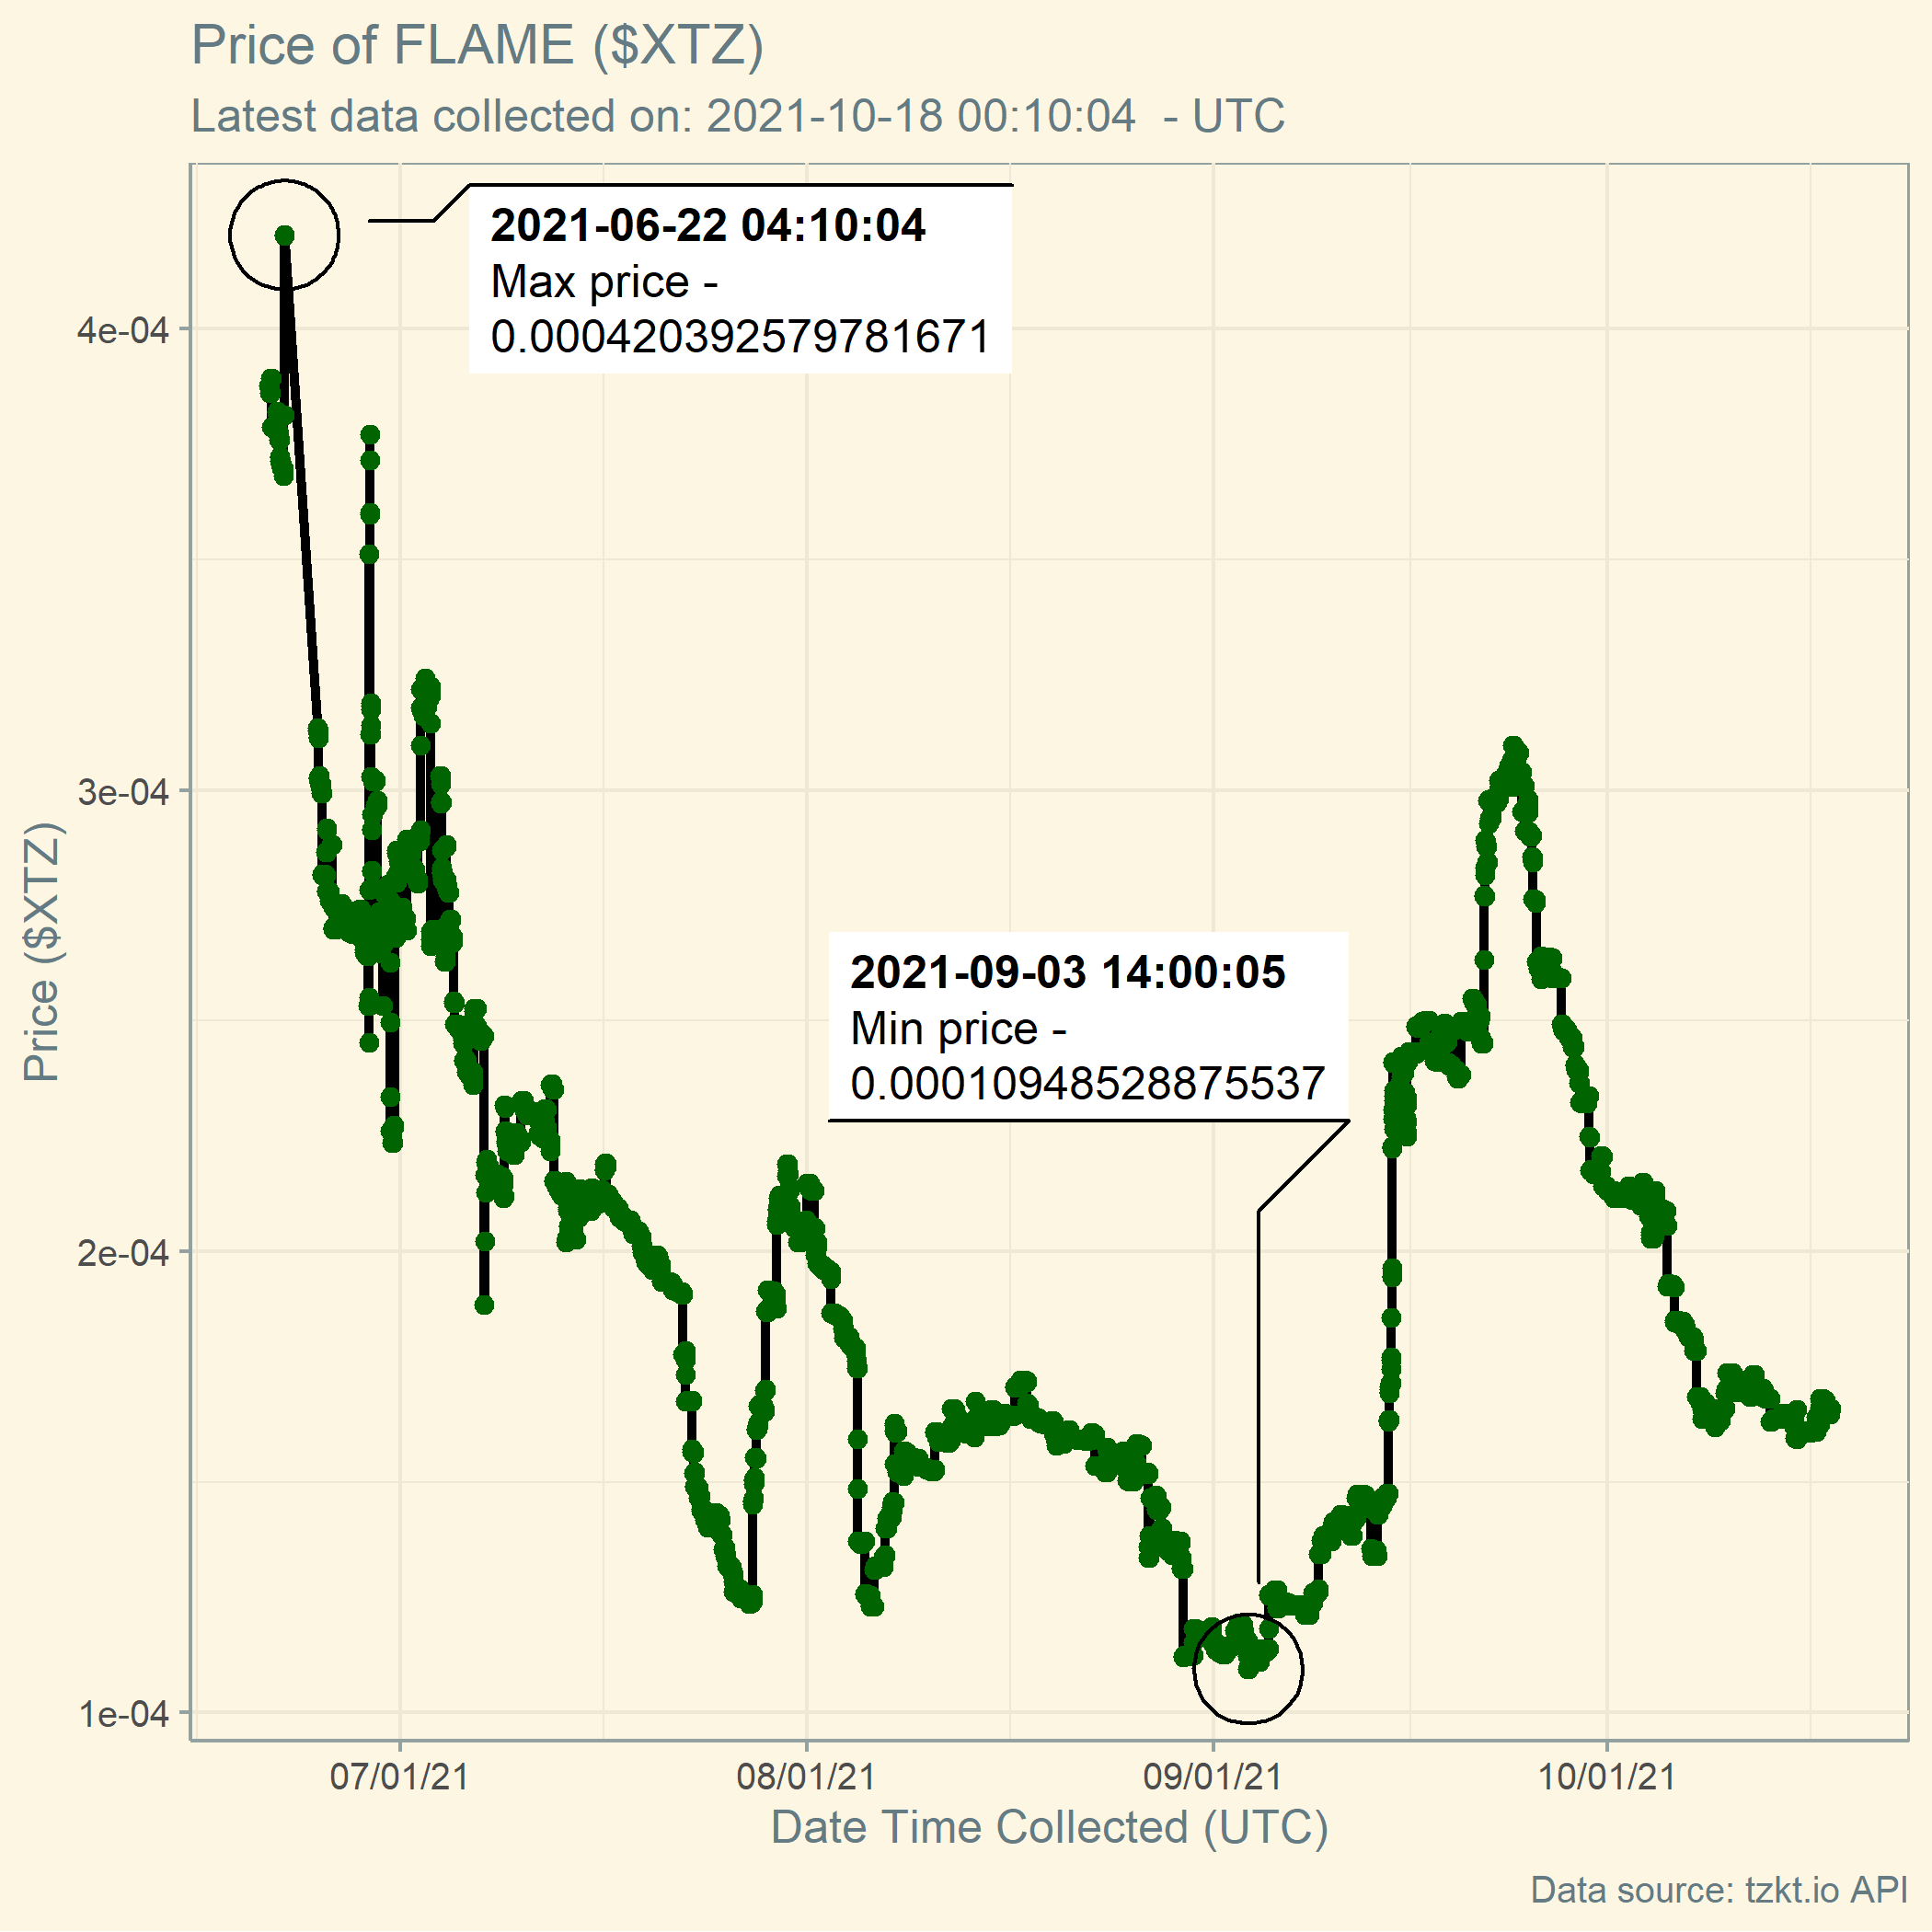 Price of FLAME ($XTZ)
Latest data collected on: 2021-10-18 00:10:04  - UTC
2021-06-22 04:10:04
Max price -
0.000420392579781671
4e-04
3e-04
2021-09-03 14:00:05
Min price -
0.000109485288755537
Price ($XTZ)
2e-04
1e-04
07/01/21
08/01/21
09/01/21
10/01/21
Date Time Collected (UTC)
Data source: tzkt.io API